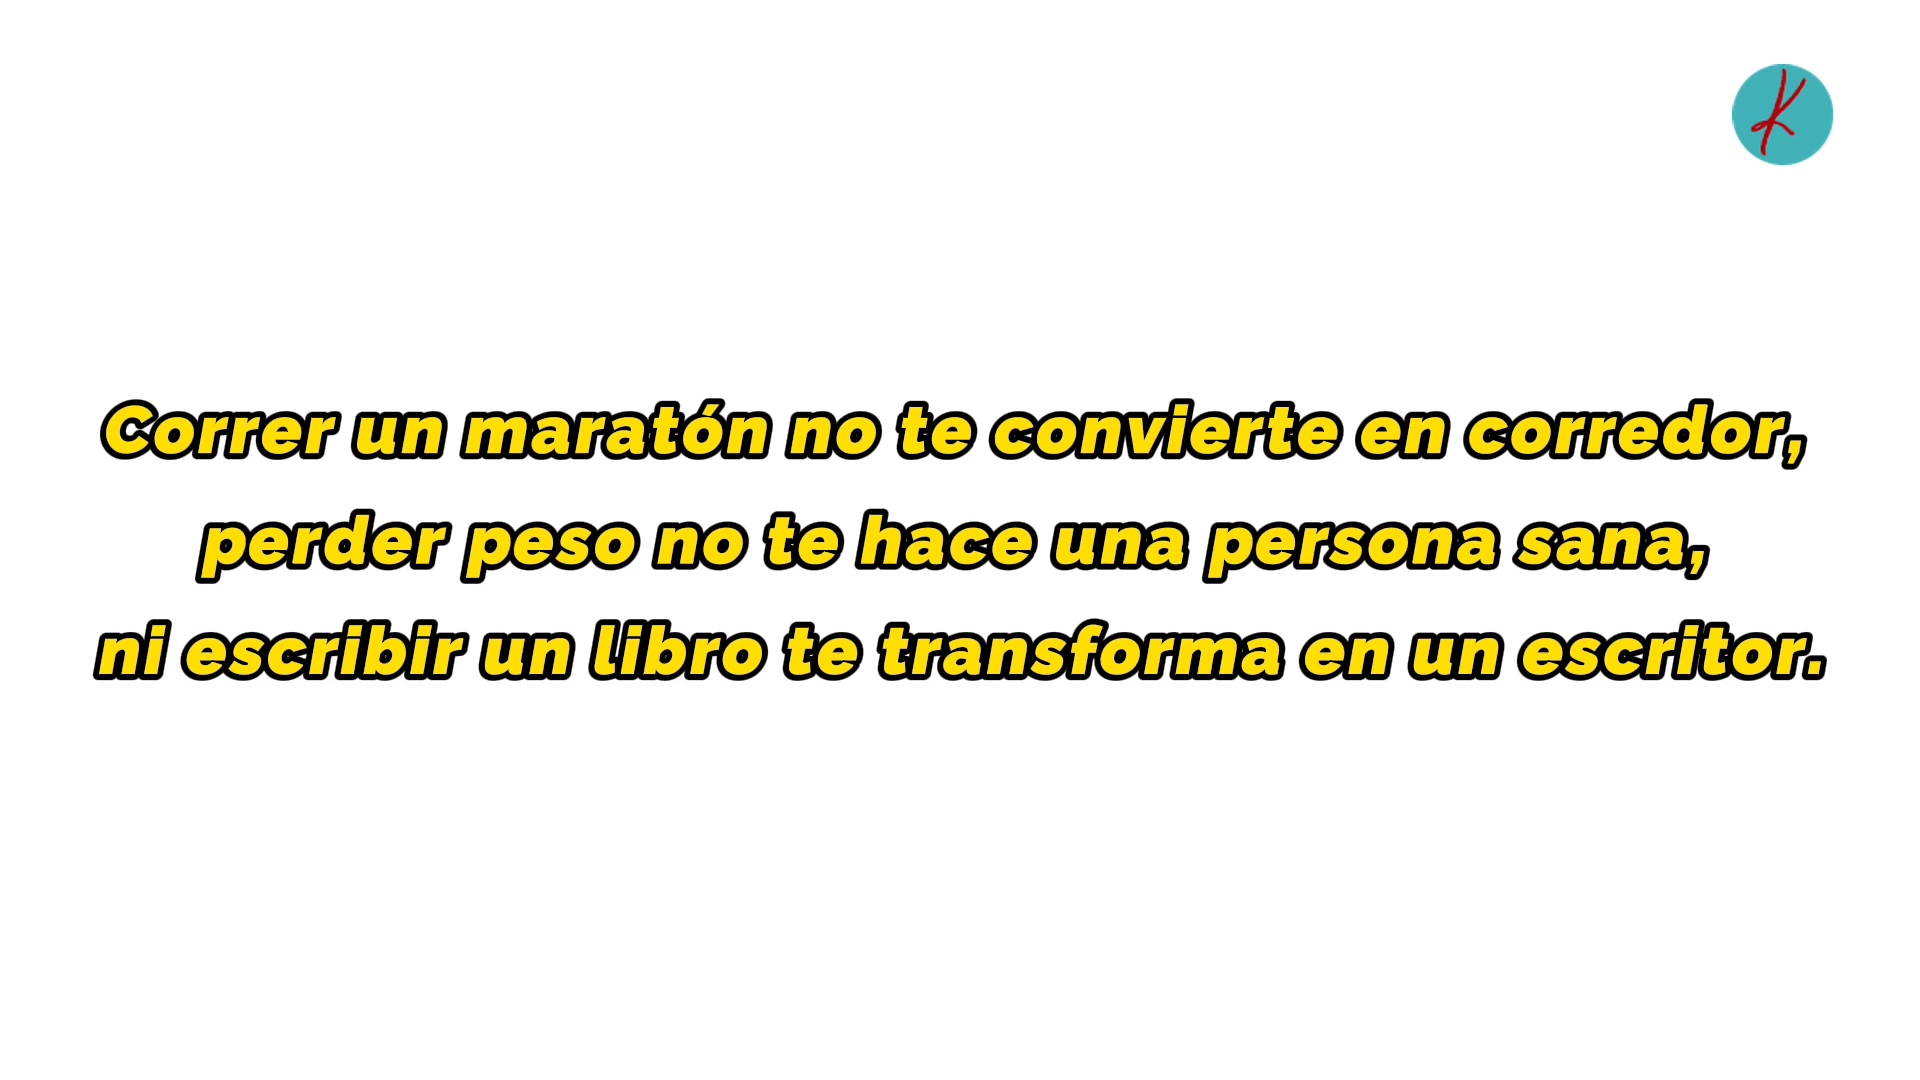 K
Correr un maratón no te convierte en corredor,
perder peso no te hace una persona sana,
ni escribir un libro te transforma en un escritor.